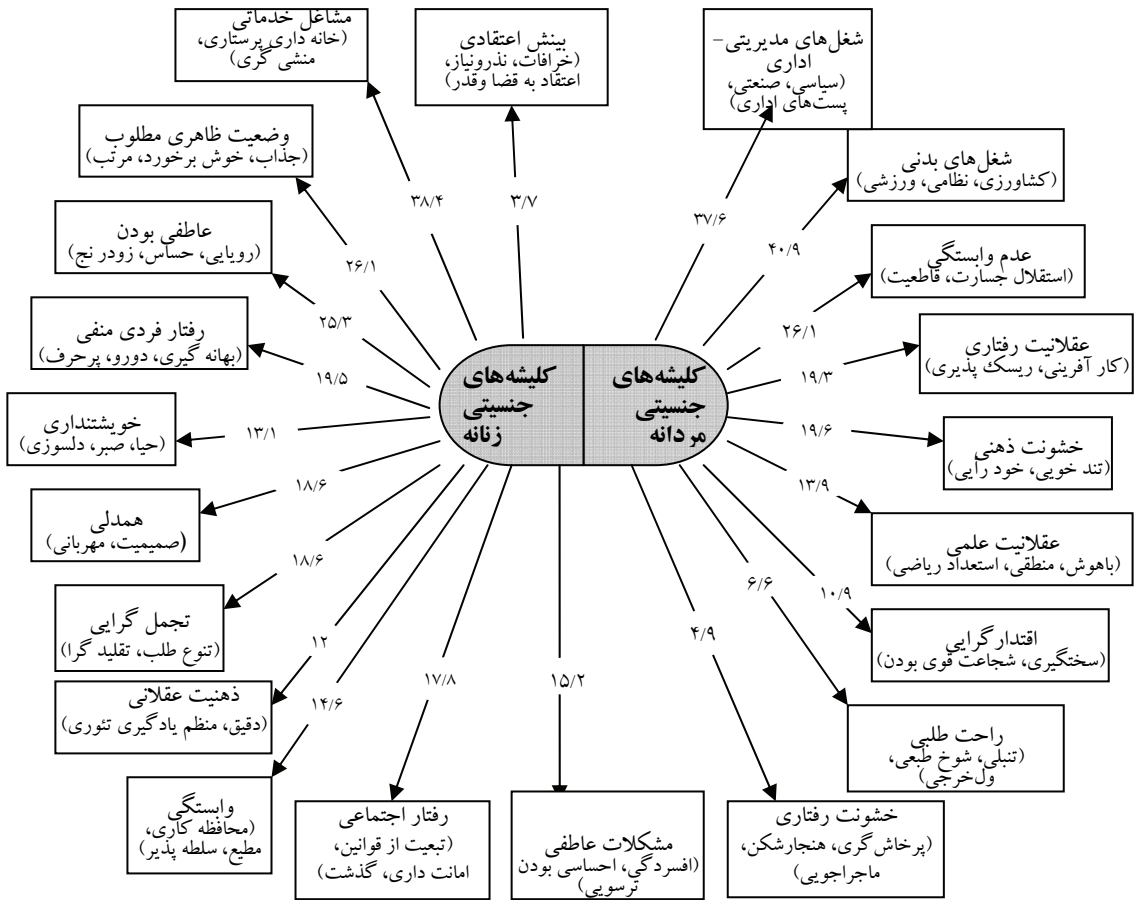 کلیشه‌های
جنسیتی
مردانه
کلیشه‌های
جنسیتی
زنانه
شغل‌های مدیریتی–
اداری
(سیاسی، صنعتی،
پست‌های اداری)
۳۷/۶
شغل‌های بدنی
(کشاورزی، نظامی، ورزشی)
۴۰/۹
عدم وابستگی
(استقلال جسارت، قاطعیت)
۲۶/۱
عقلانیت رفتاری
(کار آفرینی، ریسک پذیری)
۱۹/۳
خشونت ذهنی
(تند خویی، خود رایی)
۱۹/۶
عقلانیت علمی
(باهوش، منطقی، استعداد ریاضی)
۱۳/۹
اقتدارگرایی
(سختگیری، شجاعت قوی بودن)
۱۰/۹
راحت طلبی
(تنبلی، شوخ طبعی،
ول‌خرجی)
۶/۶
خشونت رفتاری
(پرخاش‌گری، هنجارشکن،
ماجراجویی)
۴/۹
بینش اعتقادی
(خرافات، نذرونیاز،
اعتقاد به قضا وقدر)
۳/۷
مشاغل خدماتی
(خانه داری پرستاری،
منشی گری)
۳۸/۴
وضعیت ظاهری مطلوب
(جذاب، خوش برخورد، مرتب)
۲۶/۱
عاطفی بودن
(رویایی، حساس، زودر نج)
۲۵/۳
رفتار فردی منفی
(بهانه گیری، دورو، پرحرف)
۱۹/۵
خویشتنداری
(حیا، صبر، دلسوزی)
۱۳/۱
همدلی
(صمیمیت، مهربانی)
۱۸/۶
تجمل گرایی
(تنوع طلب، تقلید گرا)
۱۸/۶
ذهنیت عقلانی
(دقیق، منظم یادگیری تئوری)
۱۲
وابستگی
(محافظه کاری،
مطیع، سلطه پذیر)
۱۴/۶
رفتار اجتماعی
(تبعیت از قوانین،
امانت داری، گذشت)
۱۷/۸
مشکلات عاطفی
(افسردگی، احساسی بودن
ترسویی)
۱۵/۲